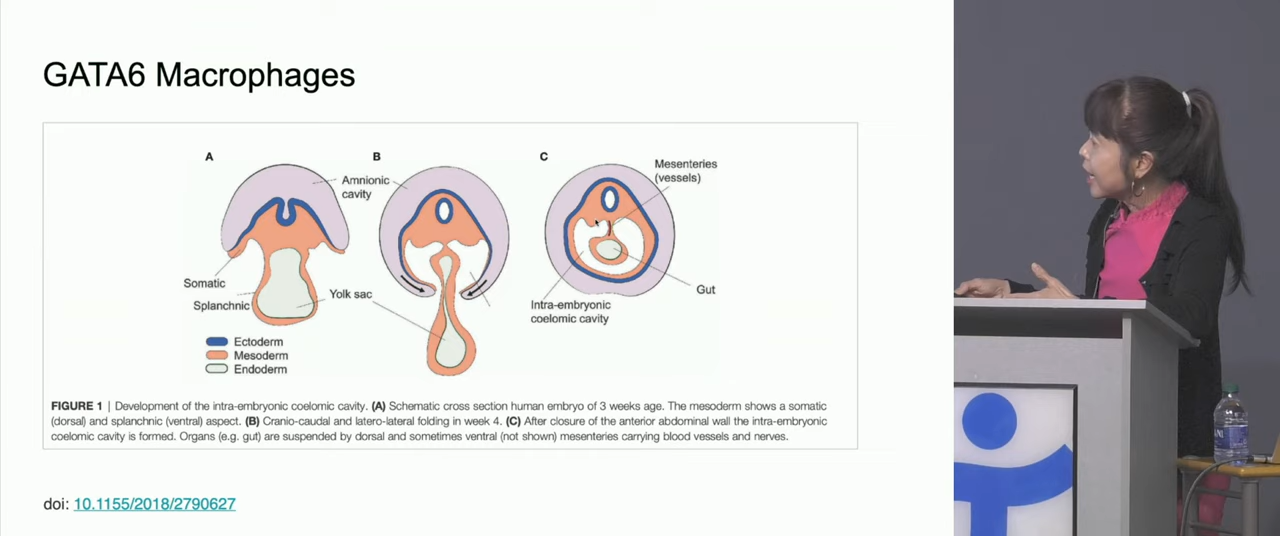 GATA6 Macrophages
A
B
C
Amnionic
cavity
Mesenteries
(vessels)
Somatic
Splanchnic
Yolk sac
Gut
Intra-embryonic
coelomic cavity
Ectoderm
Mesoderm
Endoderm
FIGURE 1 | Development of the intra-embryonic coelomic cavity. (A) Schematic cross section human embryo of 3 weeks age. The mesoderm shows a somatic
(dorsal) and splanchnic (ventral) aspect. (B) Cranio-caudal and latero-lateral folding in week 4. (C) After closure of the anterior abdominal wall the intra-embryonic
coelomic cavity is formed. Organs (e.g. gut) are suspended by dorsal and sometimes ventral (not shown) mesenteries carrying blood vessels and nerves.
doi: 10.1155/2018/2790627